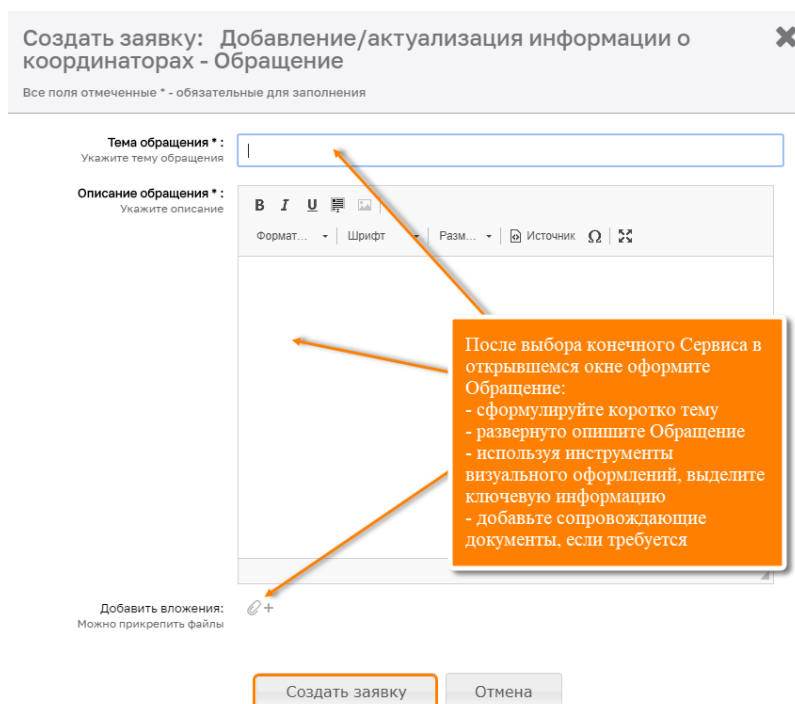 Создать заявку: Добавление/актуализация информации о
координаторах - Обращение
Все поля отмеченные * - обязательные для заполнения
Тема обращения * :
Укажите тему обращения
Описание обращения * :
Укажите описание
B I U
Формат... Шрифт Разм... Источник Ω
После выбора конечного Сервиса в
открывшемся окне оформите
Обращение:
- сформулируйте коротко тему
- развернуто опишите Обращение
- используя инструменты
визуального оформлений, выделите
ключевую информацию
- добавьте сопровождающие
документы, если требуется
Добавить вложения:
Можно прикрепить файлы
Создать заявку Отмена